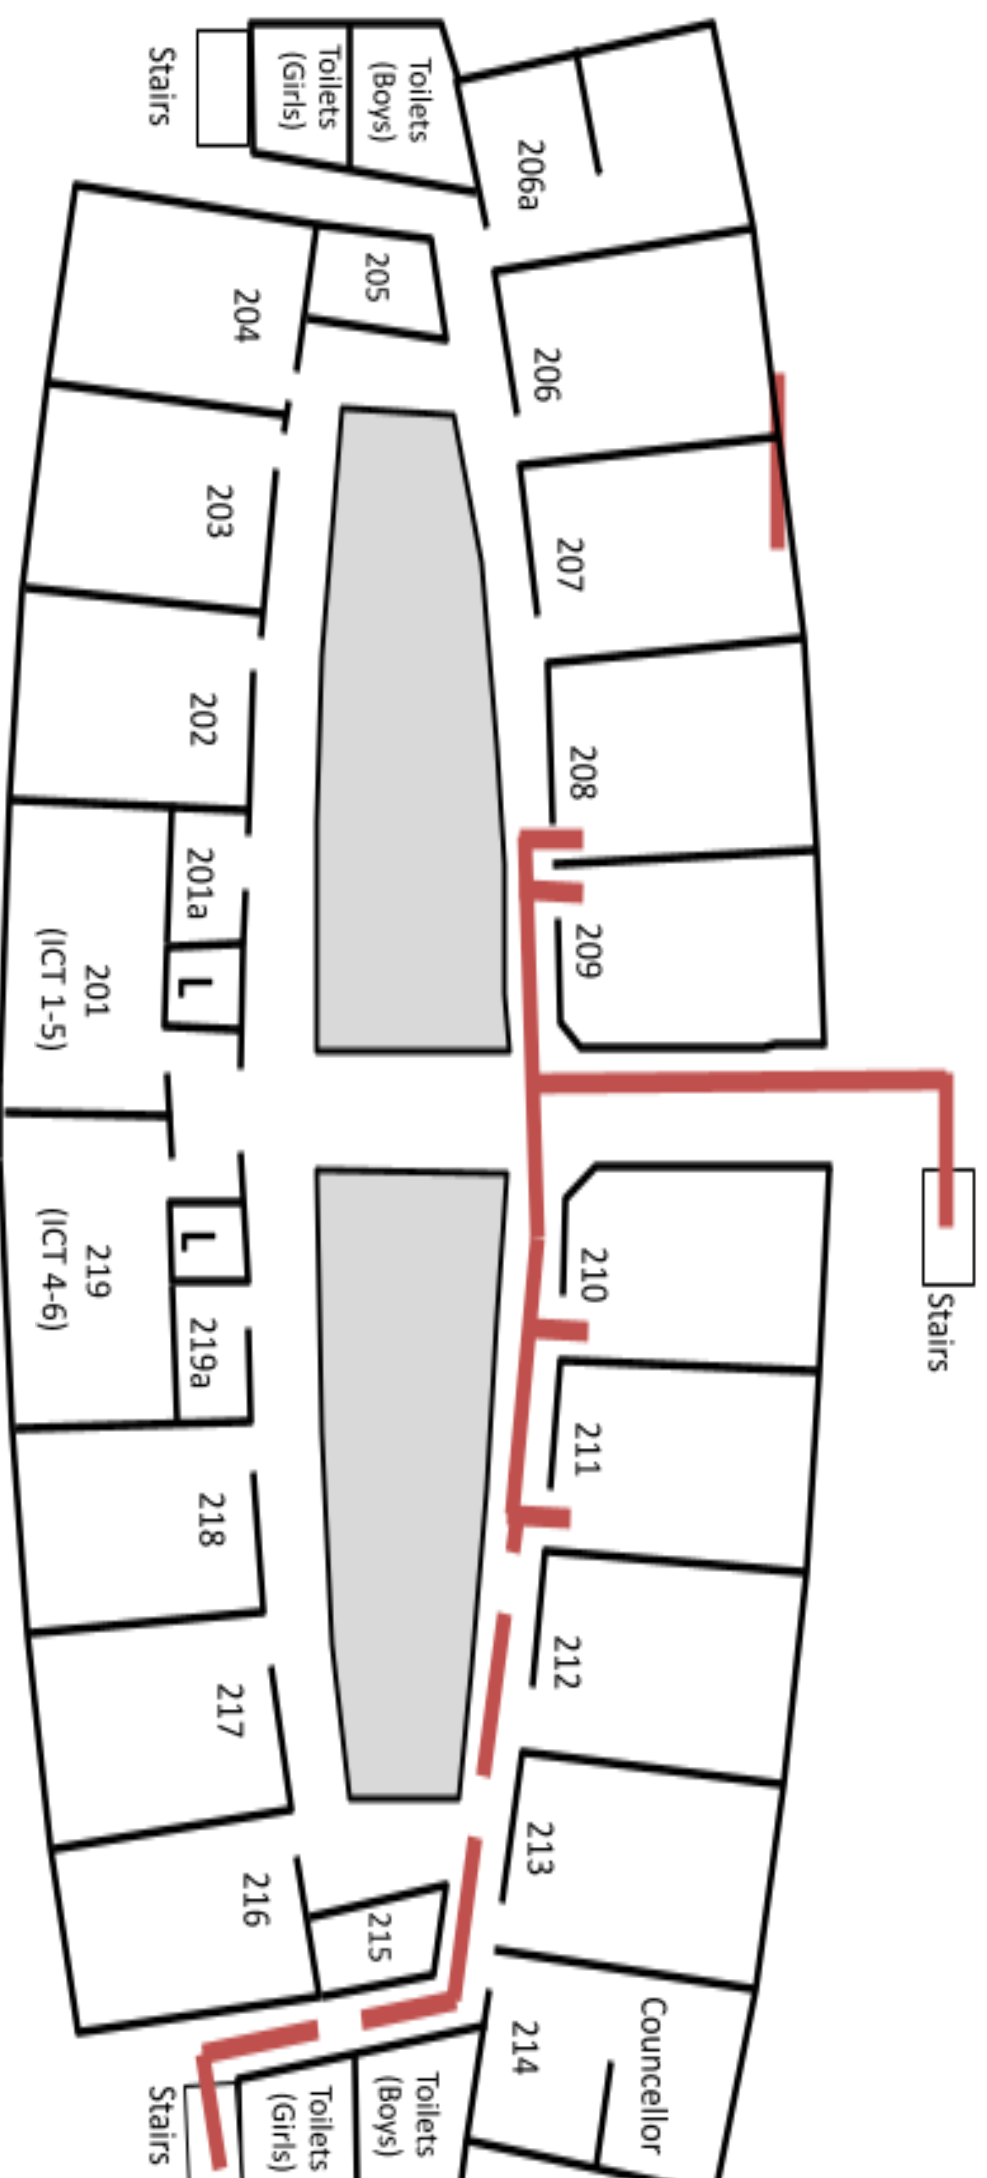 Stairs
Toilets
(Girls)
Toilets
(Boys)
206a
205
204
206
203
207
202
208
201a
209
L
201
(ICT 1-5)
210
Stairs
L
219
(ICT 4-6)
219a
211
218
212
217
213
216
215
214
Councellor
Toilets
(Boys)
Toilets
(Girls)
Stairs